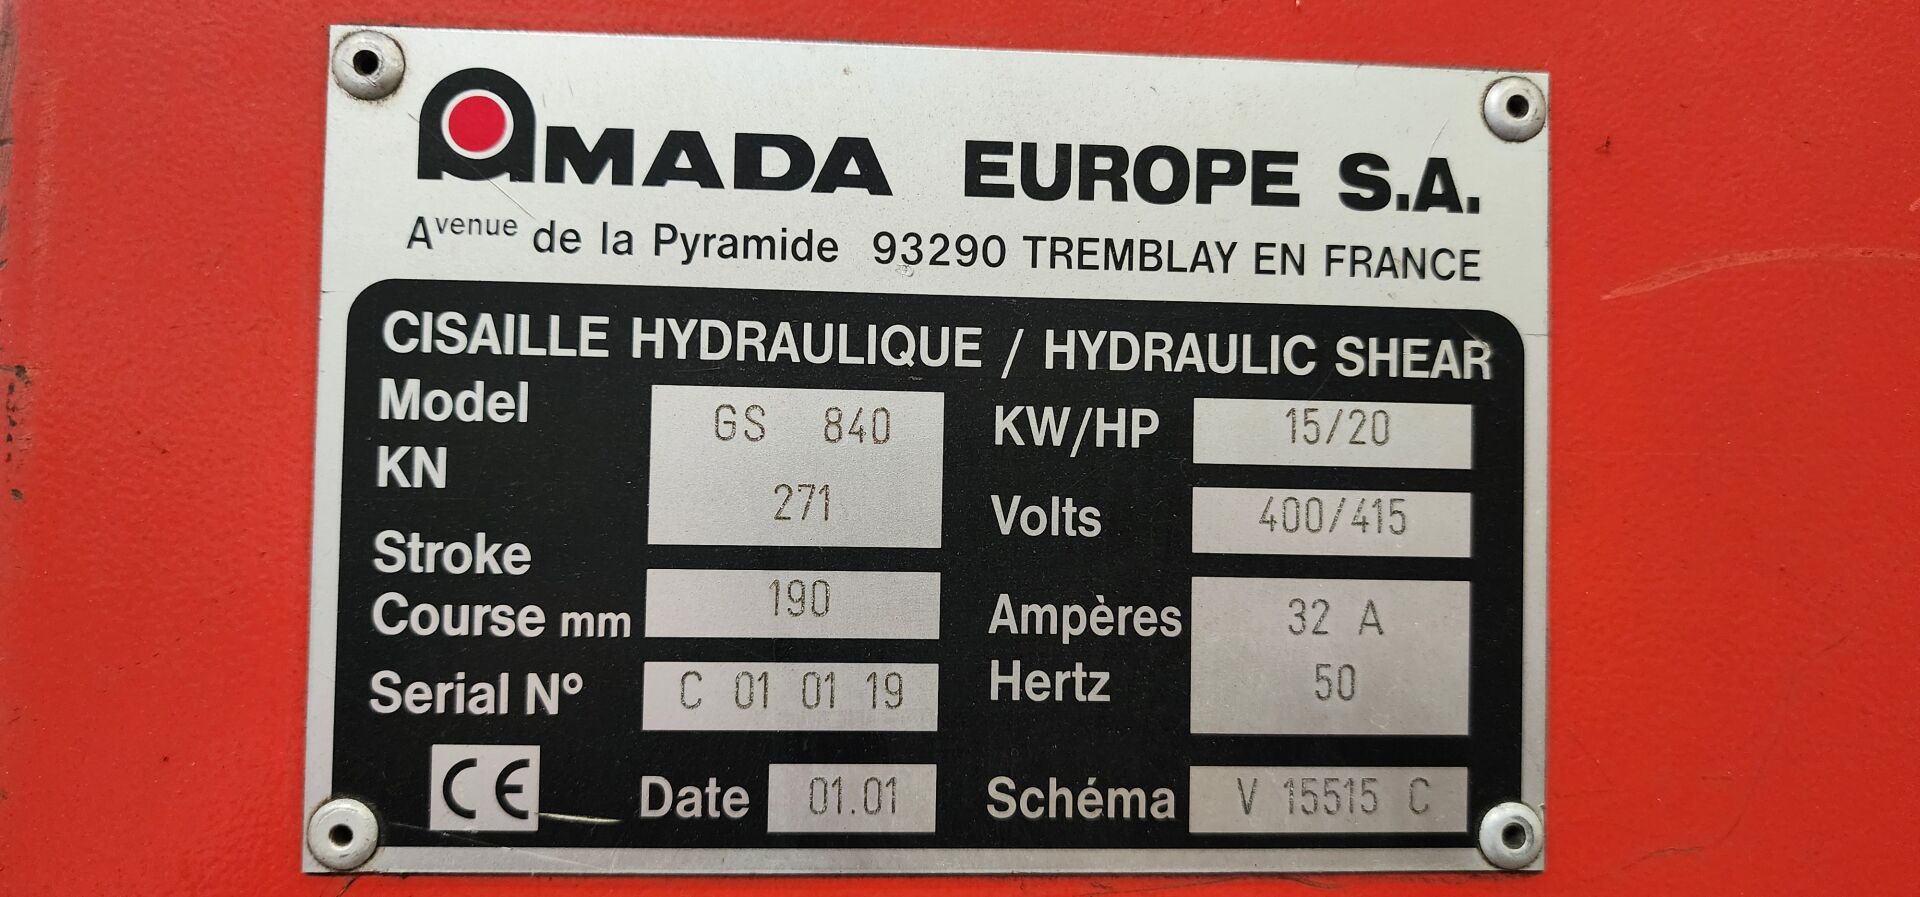 AMADA EUROPE S.A.
Avenue de la Pyramide 93290 TREMBLAY EN FRANCE
CISAILLE HYDRAULIQUE / HYDRAULIC SHEAR
Model GS 840
KN 271
Stroke
Course mm 190
Serial N° C 01 01 19
CE Date 01.01
KW/HP 15/20
Volts 400/415
Ampères 32 A
Hertz 50
Schéma V 15515 C